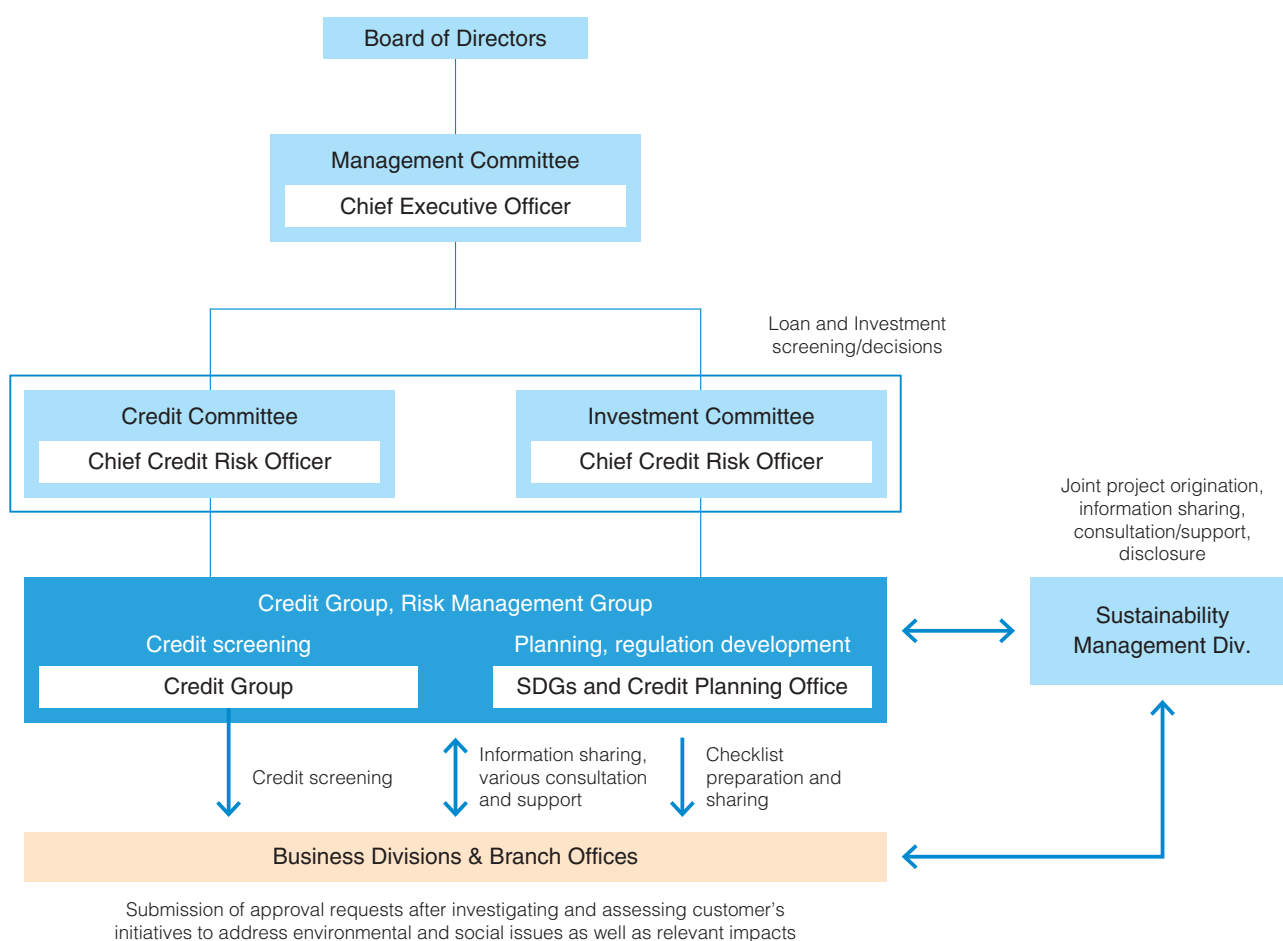 Board of Directors
Management Committee
Chief Executive Officer
Loan and Investment
screening/decisions
Credit Committee
Chief Credit Risk Officer
Investment Committee
Chief Credit Risk Officer
Joint project origination,
information sharing,
consultation/support,
disclosure
Credit Group, Risk Management Group
Credit screening
Credit Group
Planning, regulation development
SDGs and Credit Planning Office
Sustainability
Management Div.
Credit screening
Information sharing,
various consultation
and support
Checklist
preparation and
sharing
Business Divisions & Branch Offices
Submission of approval requests after investigating and assessing customer's
initiatives to address environmental and social issues as well as relevant impacts